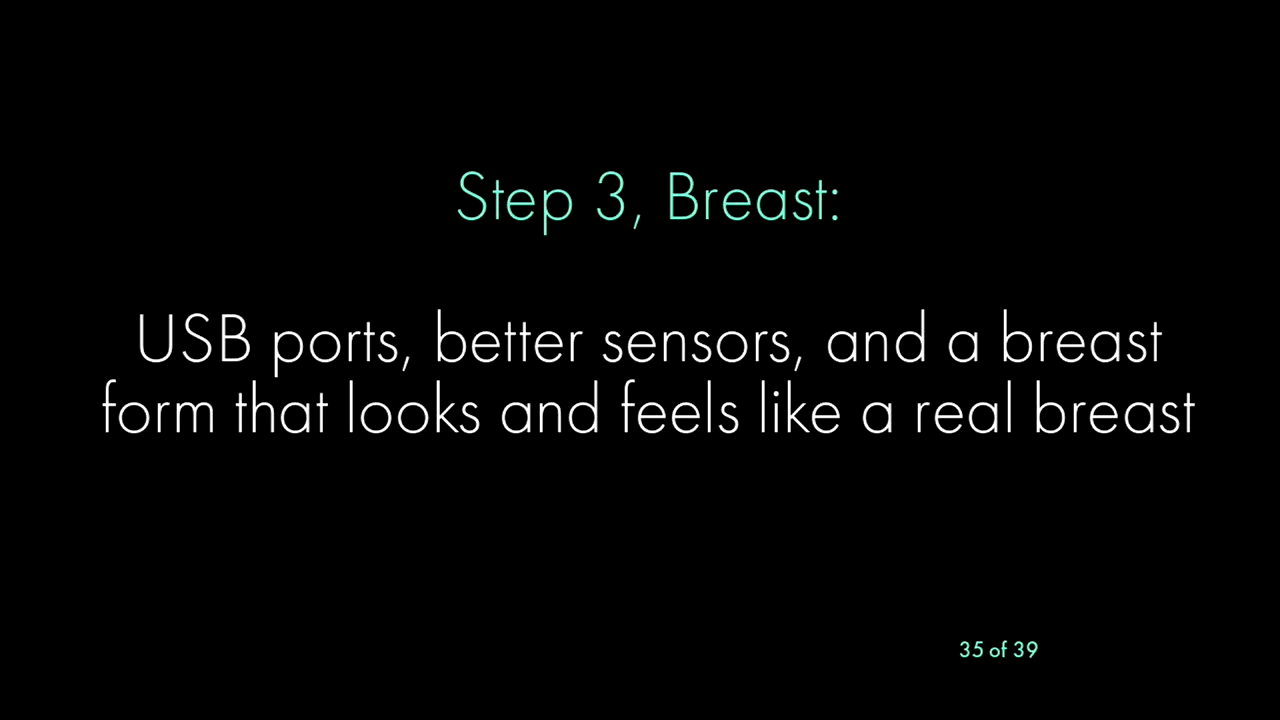 Step 3, Breast:
USB ports, better sensors, and a breast
form that looks and feels like a real breast
35 of 39